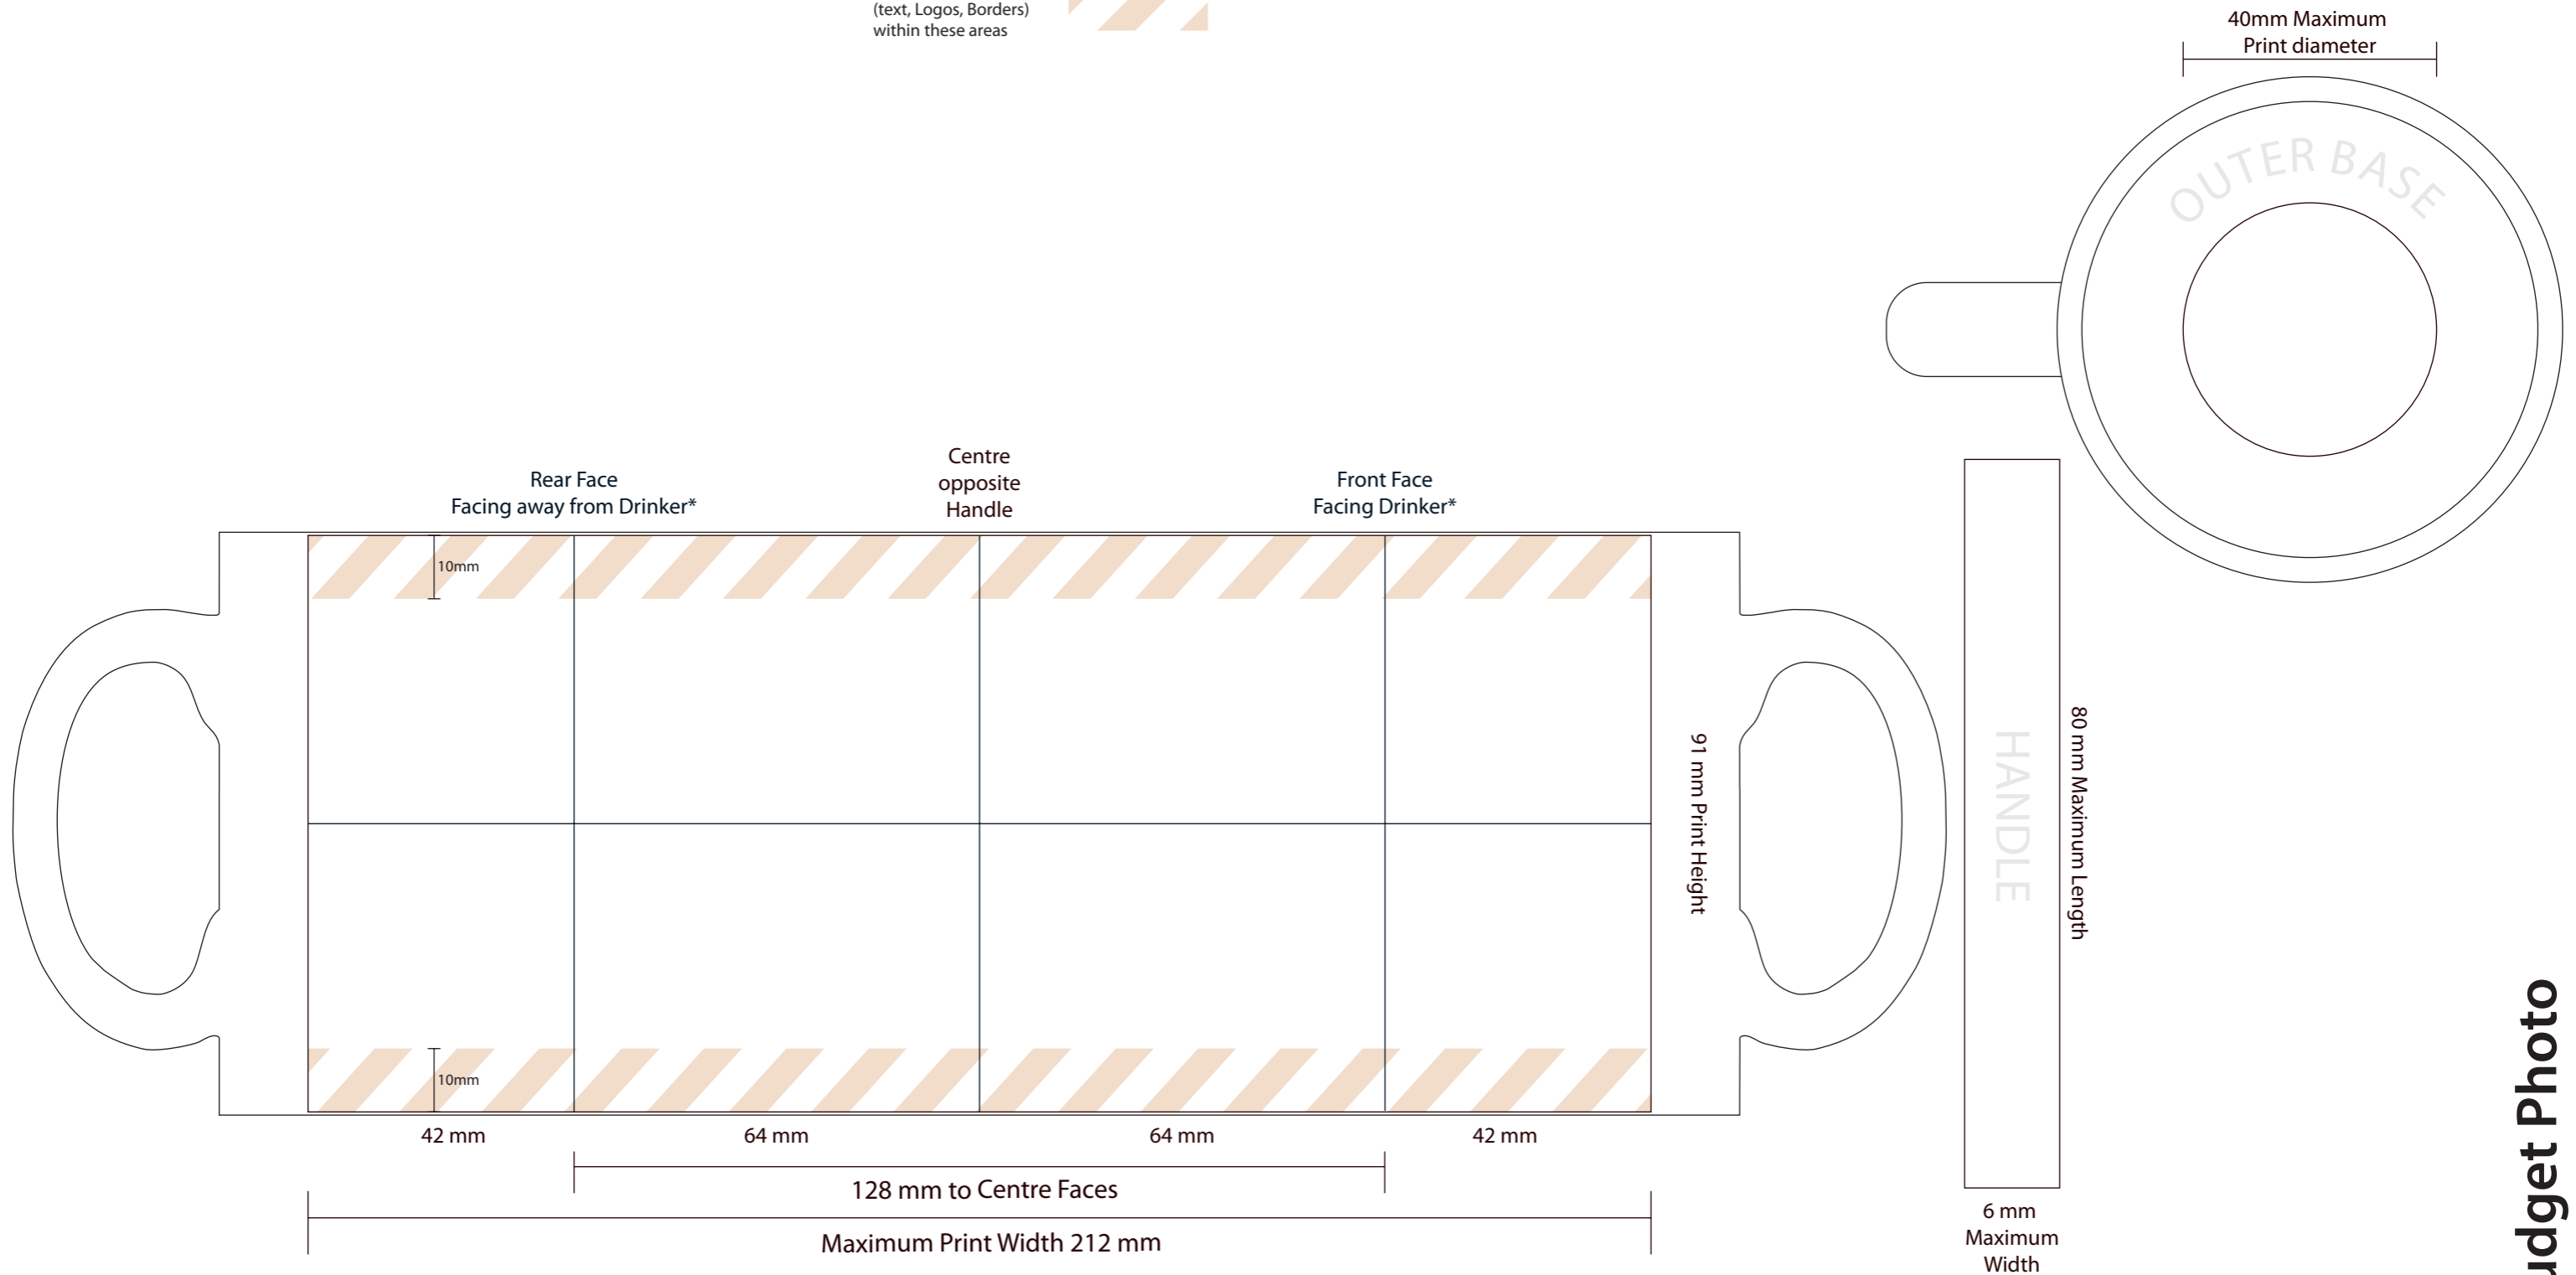 (text, Logos, Borders)
within these areas
40mm Maximum
Print diameter
OUTER BASE
Rear Face
Facing away from Drinker*
Centre
opposite
Handle
Front Face
Facing Drinker*
10mm
91 mm Print Height
HANDLE
80 mm Maximum Length
10mm
42 mm
64 mm
64 mm
42 mm
128 mm to Centre Faces
Maximum Print Width 212 mm
6 mm
Maximum
Width
Photo